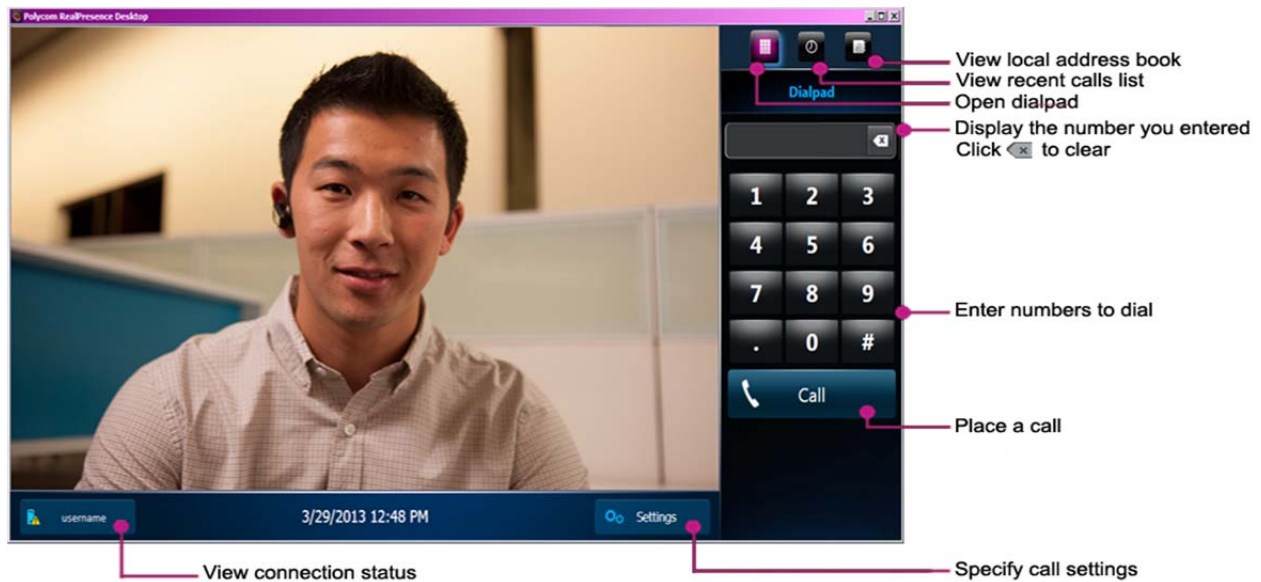 Polycom RealPresence Desktop
View local address book
View recent calls list
Open dialpad
Dialpad
Display the number you entered
Click to clear
1 2 3
4 5 6
7 8 9
. 0 #
Enter numbers to dial
Call
Place a call
username
3/29/2013 12:48 PM
Settings
View connection status
Specify call settings